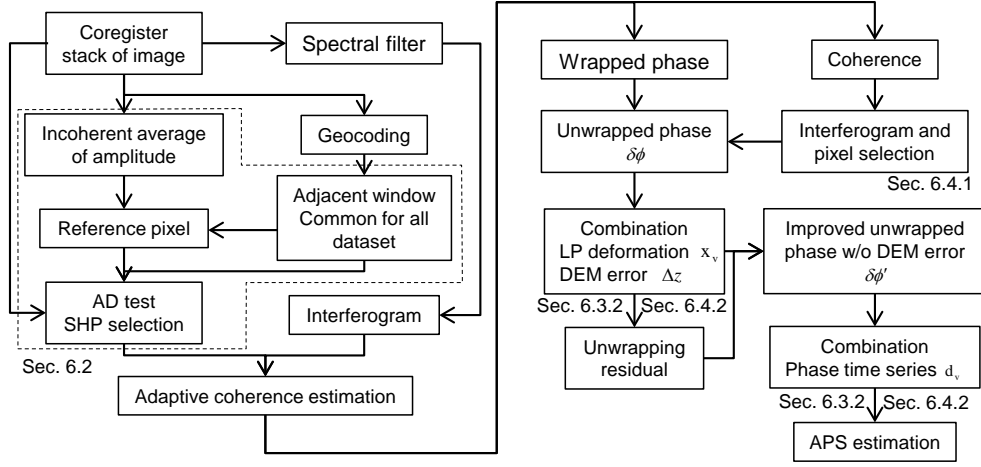 Coregister
stack of image
Spectral filter
Incoherent average
of amplitude
Geocoding
Reference pixel
Adjacent window
Common for all
dataset
AD test
SHP selection
Interferogram
Sec. 6.2
Adaptive coherence estimation
Wrapped phase
Coherence
Unwrapped phase
δϕ
Interferogram and
pixel selection
Sec. 6.4.1
Combination
LP deformation x_v
DEM error Δz
Sec. 6.3.2 Sec. 6.4.2
Improved unwrapped
phase w/o DEM error
δϕ′
Unwrapping
residual
Combination
Phase time series d_v
Sec. 6.3.2 Sec. 6.4.2
APS estimation